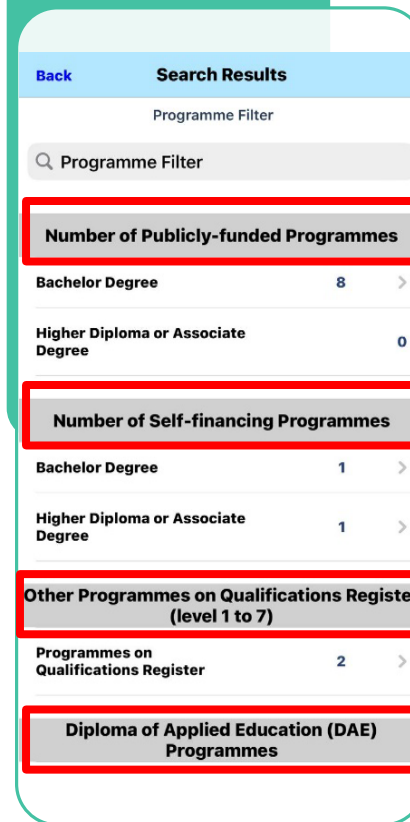 Back Search Results
Programme Filter
Programme Filter
Number of Publicly-funded Programmes
Bachelor Degree 8 >
Higher Diploma or Associate
Degree 0
Number of Self-financing Programmes
Bachelor Degree 1 >
Higher Diploma or Associate
Degree 1 >
Other Programmes on Qualifications Registe
(level 1 to 7)
Programmes on
Qualifications Register 2 >
Diploma of Applied Education (DAE)
Programmes